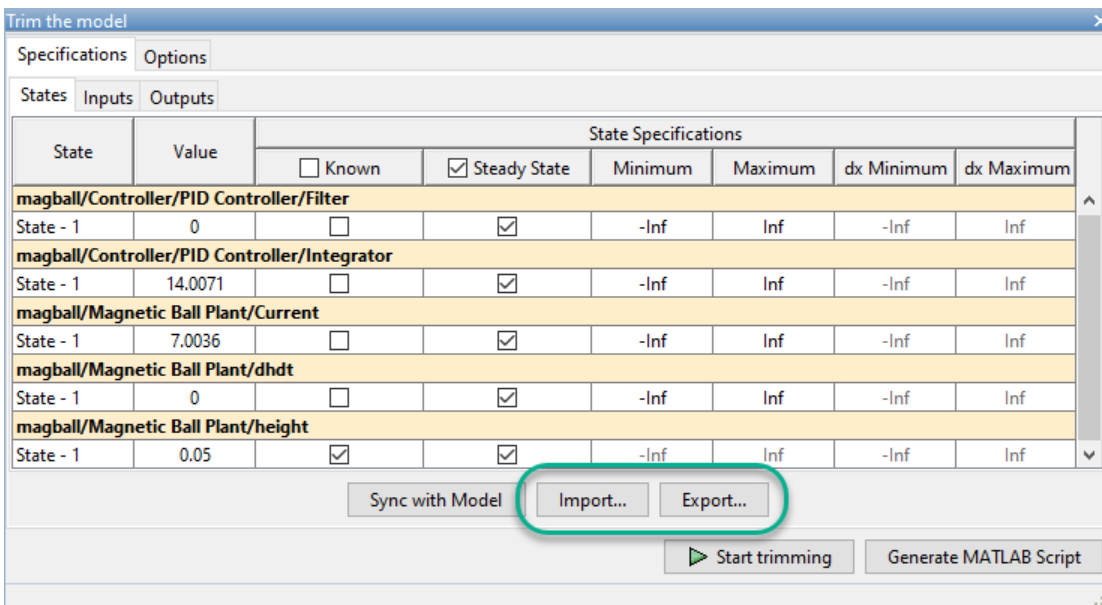 Trim the model
Specifications Options
States Inputs Outputs
State Value State Specifications
Known Steady State Minimum Maximum dx Minimum dx Maximum
magball/Controller/PID Controller/Filter
State - 1 0 -Inf Inf -Inf Inf
magball/Controller/PID Controller/Integrator
State - 1 14.0071 -Inf Inf -Inf Inf
magball/Magnetic Ball Plant/Current
State - 1 7.0036 -Inf Inf -Inf Inf
magball/Magnetic Ball Plant/dhdt
State - 1 0 -Inf Inf -Inf Inf
magball/Magnetic Ball Plant/height
State - 1 0.05 -Inf Inf -Inf Inf
Sync with Model Import... Export...
Start trimming Generate MATLAB Script